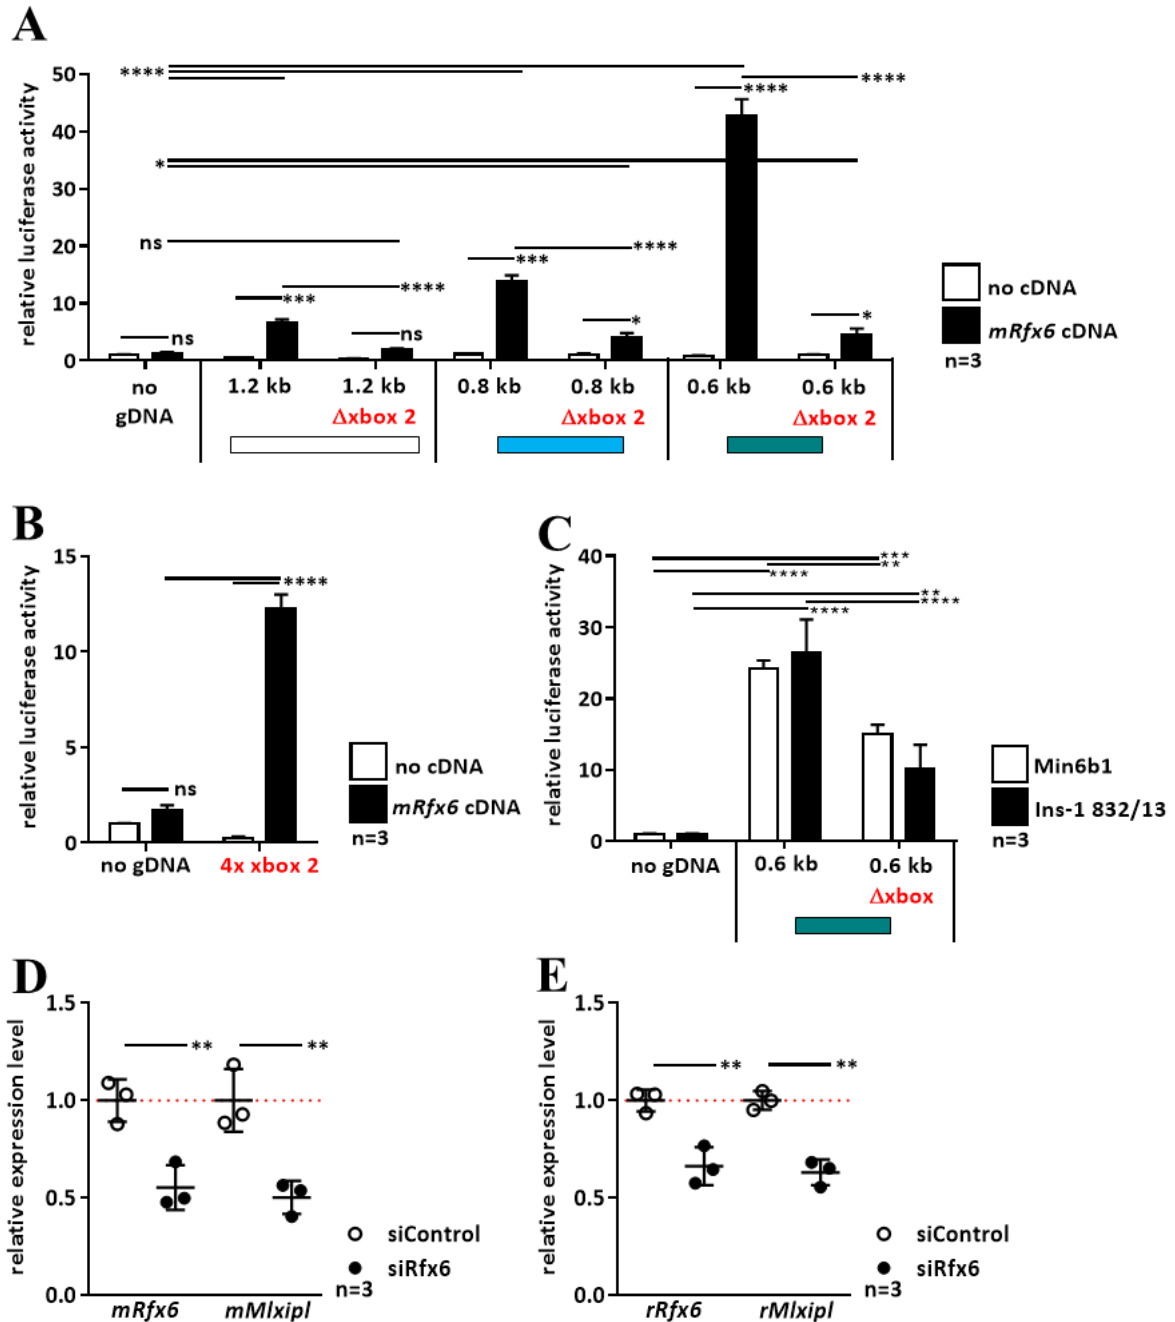 A
relative luciferase activity
50
40
30
20
10
0
****
****
****
*
ns
****
***
****
***
ns
ns
*
*
no gDNA
1.2 kb
1.2 kb
Δxbox 2
0.8 kb
0.8 kb
Δxbox 2
0.6 kb
0.6 kb
Δxbox 2
no cDNA
mRfx6 cDNA
n=3
B
relative luciferase activity
15
10
5
0
****
ns
no gDNA
4x xbox 2
no cDNA
mRfx6 cDNA
n=3
C
relative luciferase activity
40
30
20
10
0
***
**
****
**
****
****
no gDNA
0.6 kb
0.6 kb
Δxbox
Min6b1
Ins-1 832/13
n=3
D
relative expression level
1.5
1.0
0.5
0.0
**
**
mRfx6
mMlxipl
siControl
siRfx6
n=3
E
relative expression level
1.5
1.0
0.5
0.0
**
**
rRfx6
rMlxipl
siControl
siRfx6
n=3